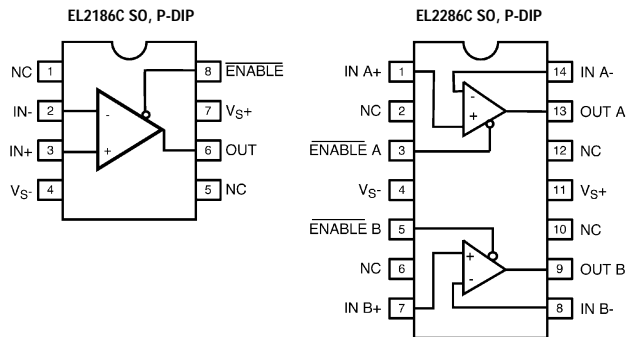 EL2186C SO, P-DIP
NC 1
8 ENABLE
IN- 2
-
7 VS+
IN+ 3
+
6 OUT
VS- 4
5 NC
EL2286C SO, P-DIP
IN A+ 1
14 IN A-
-
NC 2
13 OUT A
+
ENABLE A 3
12 NC
VS- 4
11 VS+
ENABLE B 5
10 NC
+
NC 6
9 OUT B
-
IN B+ 7
8 IN B-